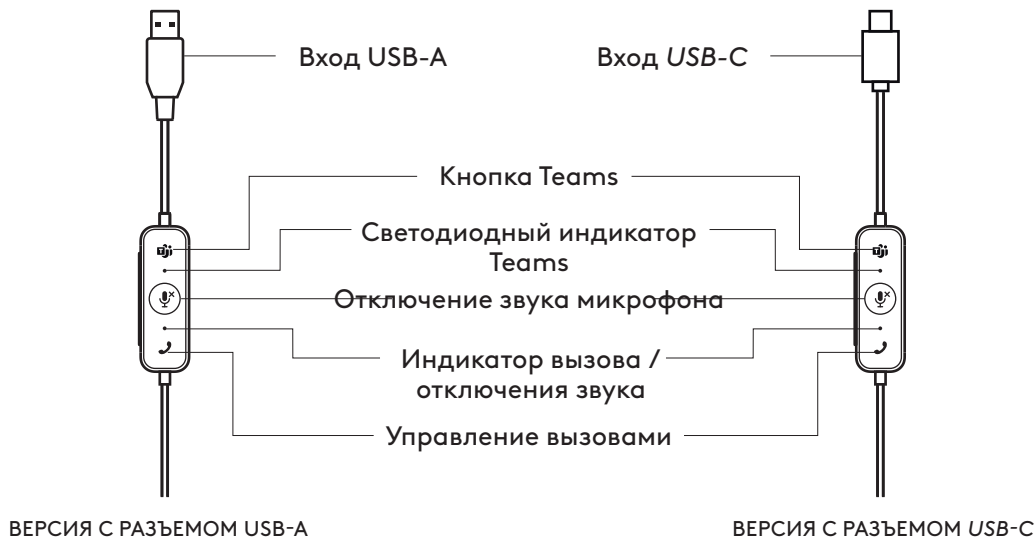 Вход USB-A
Вход USB-C
Кнопка Teams
Светодиодный индикатор
Teams
Отключение звука микрофона
Индикатор вызова /
отключения звука
Управление вызовами
ВЕРСИЯ С РАЗЪЕМОМ USB-A
ВЕРСИЯ С РАЗЪЕМОМ USB-C